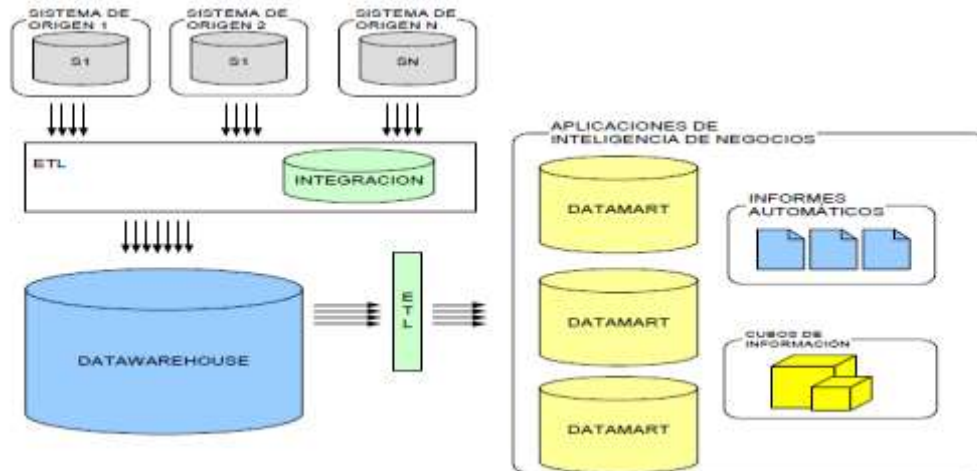 SISTEMA DE
ORIGEN 1
SISTEMA DE
ORIGEN 2
SISTEMA DE
ORIGEN N
S1
S1
SN
ETL
INTEGRACION
DATAWAREHOUSE
E
T
L
APLICACIONES DE
INTELIGENCIA DE NEGOCIOS
DATAMART
DATAMART
DATAMART
INFORMES
AUTOMÁTICOS
CUBOS DE
INFORMACIÓN